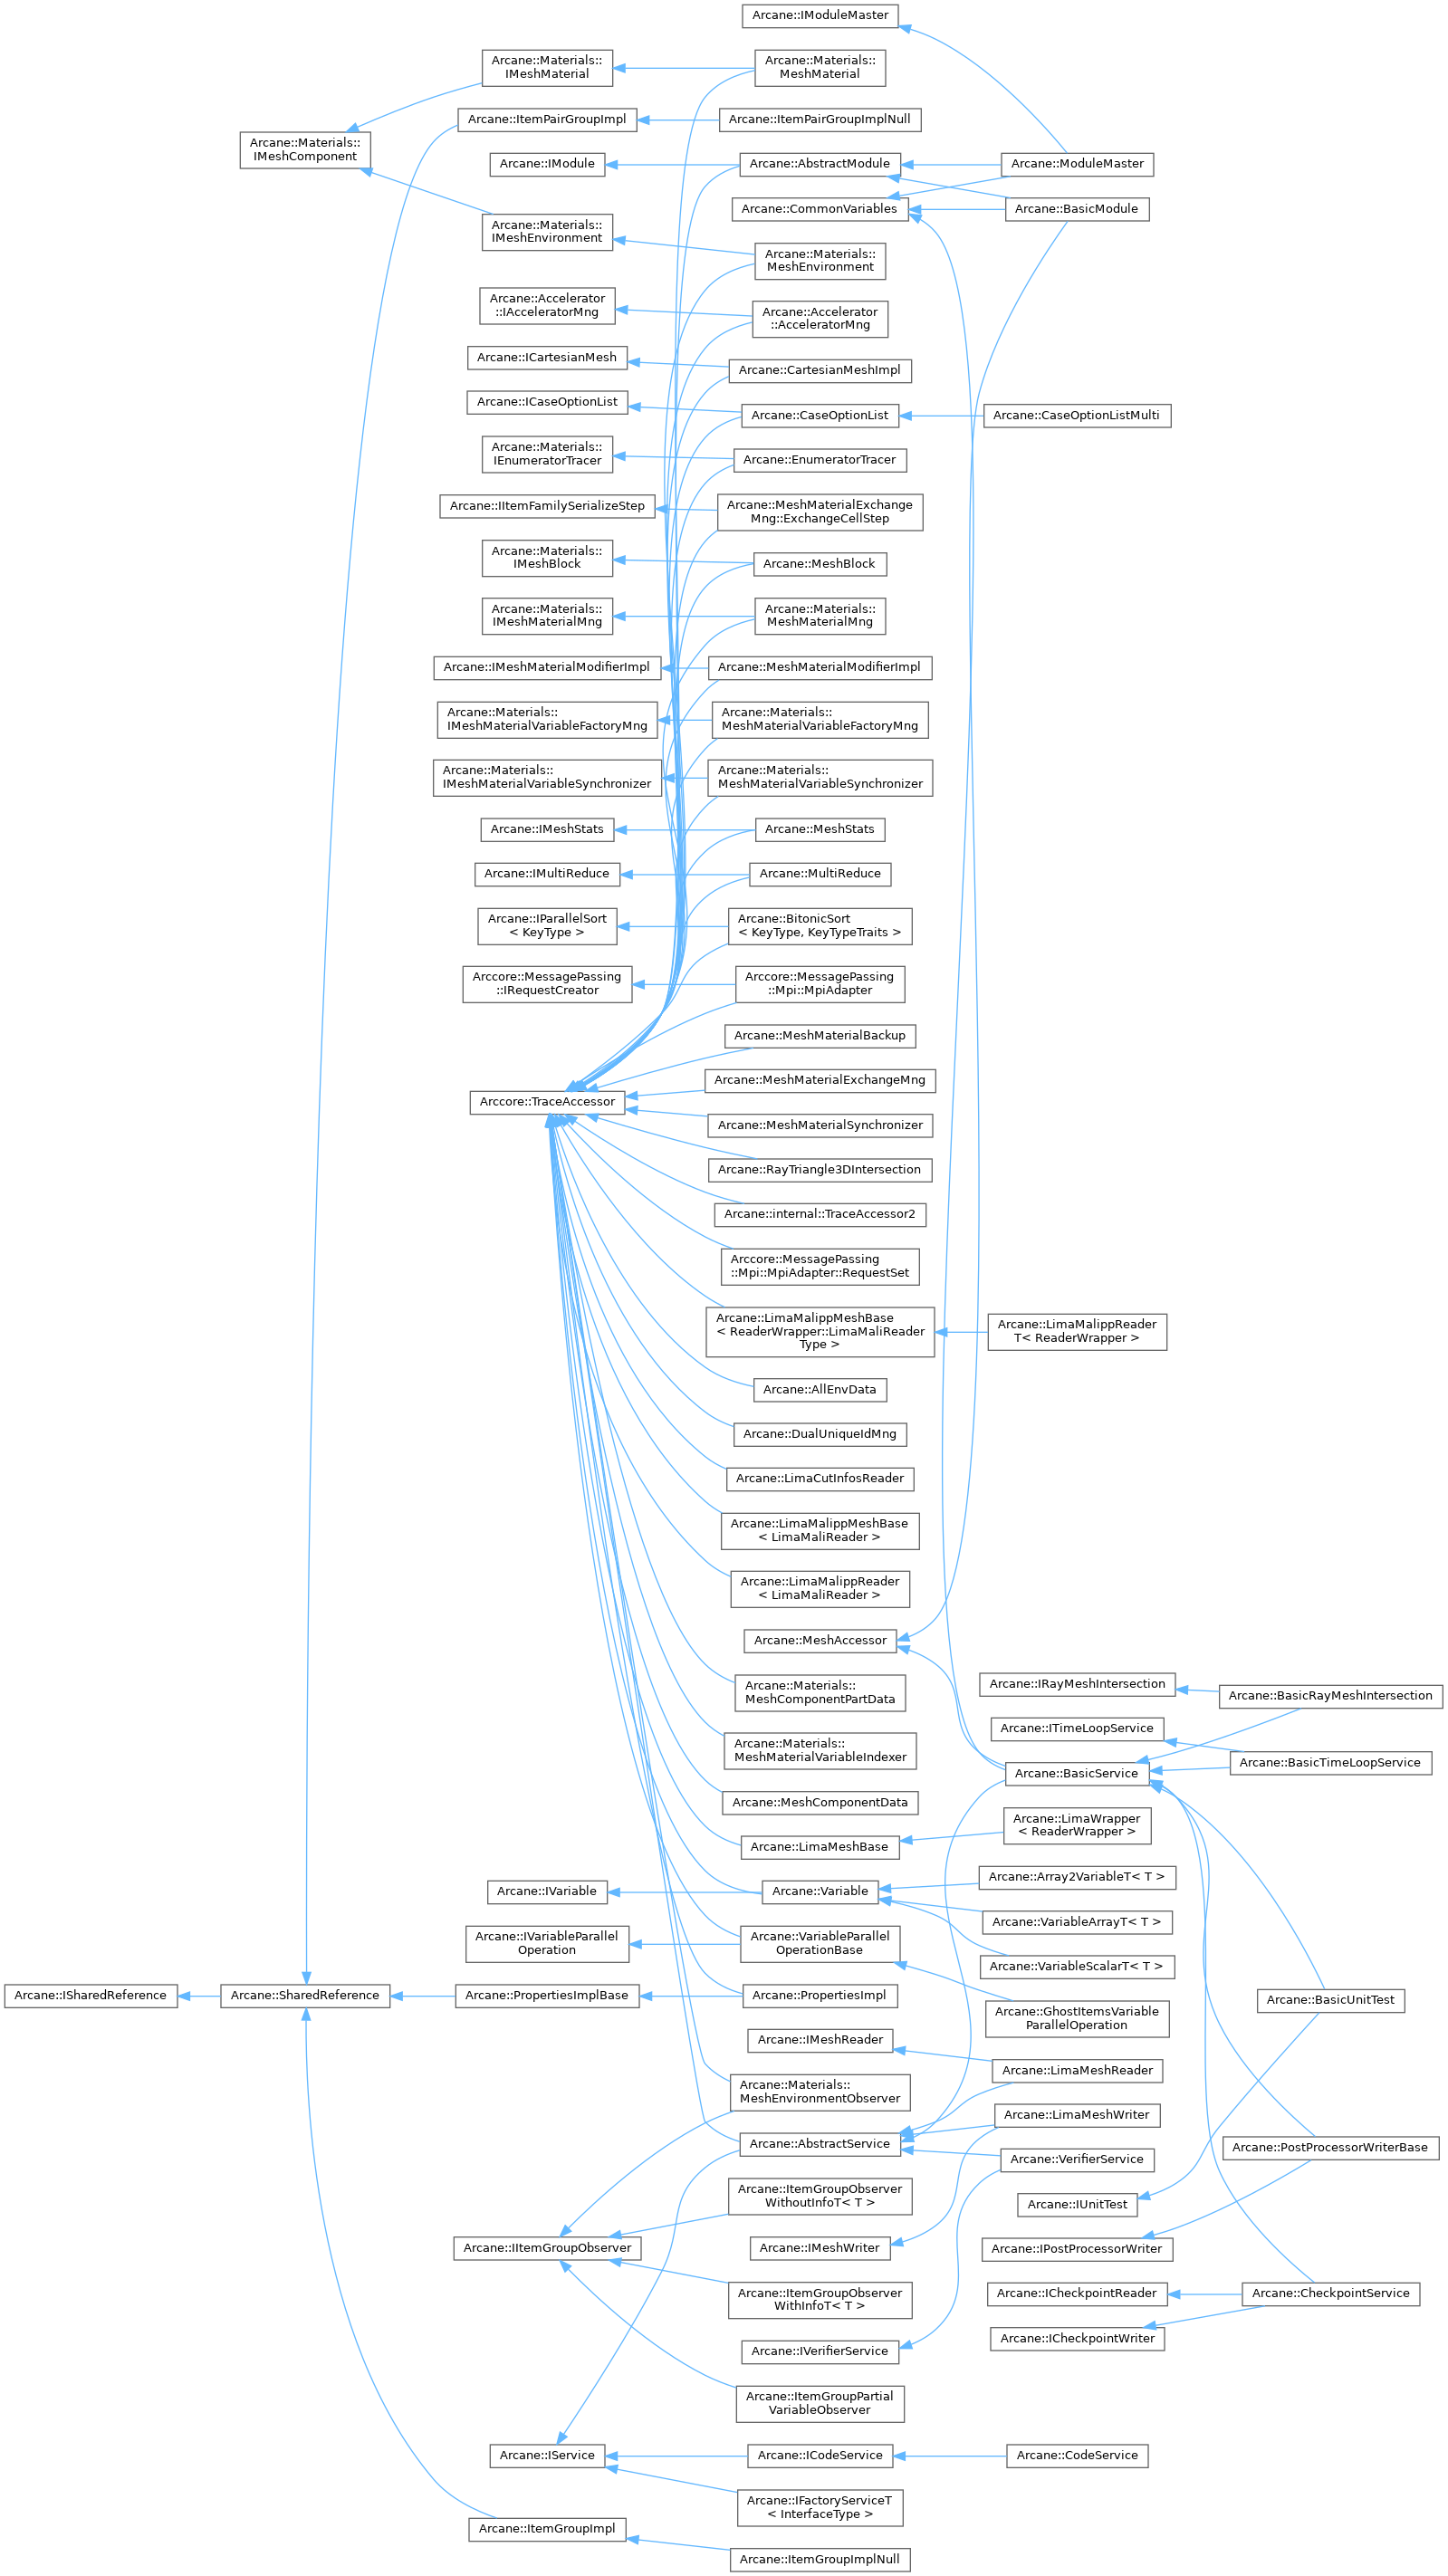 Arcane::IModuleMaster
Arcane::Materials::
IMeshMaterial
Arcane::Materials::
MeshMaterial
Arcane::ItemPairGroupImpl
Arcane::ItemPairGroupImplNull
Arcane::Materials::
IMeshComponent
Arcane::IModule
Arcane::AbstractModule
Arcane::ModuleMaster
Arcane::CommonVariables
Arcane::BasicModule
Arcane::Materials::
IMeshEnvironment
Arcane::Materials::
MeshEnvironment
Arcane::Accelerator
::IAcceleratorMng
Arcane::Accelerator
::AcceleratorMng
Arcane::ICartesianMesh
Arcane::CartesianMeshImpl
Arcane::ICaseOptionList
Arcane::CaseOptionList
Arcane::CaseOptionListMulti
Arcane::Materials::
IEnumeratorTracer
Arcane::EnumeratorTracer
Arcane::IItemFamilySerializeStep
Arcane::MeshMaterialExchange
Mng::ExchangeCellStep
Arcane::Materials::
IMeshBlock
Arcane::MeshBlock
Arcane::Materials::
IMeshMaterialMng
Arcane::Materials::
MeshMaterialMng
Arcane::IMeshMaterialModifierImpl
Arcane::MeshMaterialModifierImpl
Arcane::Materials::
IMeshMaterialVariableFactoryMng
Arcane::Materials::
MeshMaterialVariableFactoryMng
Arcane::Materials::
IMeshMaterialVariableSynchronizer
Arcane::Materials::
MeshMaterialVariableSynchronizer
Arcane::IMeshStats
Arcane::MeshStats
Arcane::IMultiReduce
Arcane::MultiReduce
Arcane::IParallelSort
< KeyType >
Arcane::BitonicSort
< KeyType, KeyTypeTraits >
Arccore::MessagePassing
::IRequestCreator
Arccore::MessagePassing
::Mpi::MpiAdapter
Arcane::MeshMaterialBackup
Arcane::MeshMaterialExchangeMng
Arccore::TraceAccessor
Arcane::MeshMaterialSynchronizer
Arcane::RayTriangle3DIntersection
Arcane::internal::TraceAccessor2
Arccore::MessagePassing
::Mpi::MpiAdapter::RequestSet
Arcane::LimaMalippMeshBase
< ReaderWrapper::LimaMaliReader
Type >
Arcane::LimaMalippReader
T< ReaderWrapper >
Arcane::AllEnvData
Arcane::DualUniqueIdMng
Arcane::LimaCutInfosReader
Arcane::LimaMalippMeshBase
< LimaMaliReader >
Arcane::LimaMalippReader
< LimaMaliReader >
Arcane::MeshAccessor
Arcane::Materials::
MeshComponentPartData
Arcane::IRayMeshIntersection
Arcane::BasicRayMeshIntersection
Arcane::ITimeLoopService
Arcane::Materials::
MeshMaterialVariableIndexer
Arcane::BasicTimeLoopService
Arcane::BasicService
Arcane::MeshComponentData
Arcane::LimaWrapper
< ReaderWrapper >
Arcane::LimaMeshBase
Arcane::Array2VariableT< T >
Arcane::IVariable
Arcane::Variable
Arcane::VariableArrayT< T >
Arcane::IVariableParallel
Operation
Arcane::VariableParallel
OperationBase
Arcane::VariableScalarT< T >
Arcane::ISharedReference
Arcane::SharedReference
Arcane::PropertiesImplBase
Arcane::PropertiesImpl
Arcane::BasicUnitTest
Arcane::GhostItemsVariable
ParallelOperation
Arcane::IMeshReader
Arcane::LimaMeshReader
Arcane::Materials::
MeshEnvironmentObserver
Arcane::LimaMeshWriter
Arcane::AbstractService
Arcane::PostProcessorWriterBase
Arcane::VerifierService
Arcane::ItemGroupObserver
WithoutInfoT< T >
Arcane::IUnitTest
Arcane::IItemGroupObserver
Arcane::IMeshWriter
Arcane::IPostProcessorWriter
Arcane::ItemGroupObserver
WithInfoT< T >
Arcane::ICheckpointReader
Arcane::CheckpointService
Arcane::ICheckpointWriter
Arcane::IVerifierService
Arcane::ItemGroupPartial
VariableObserver
Arcane::IService
Arcane::ICodeService
Arcane::CodeService
Arcane::IFactoryServiceT
< InterfaceType >
Arcane::ItemGroupImpl
Arcane::ItemGroupImplNull